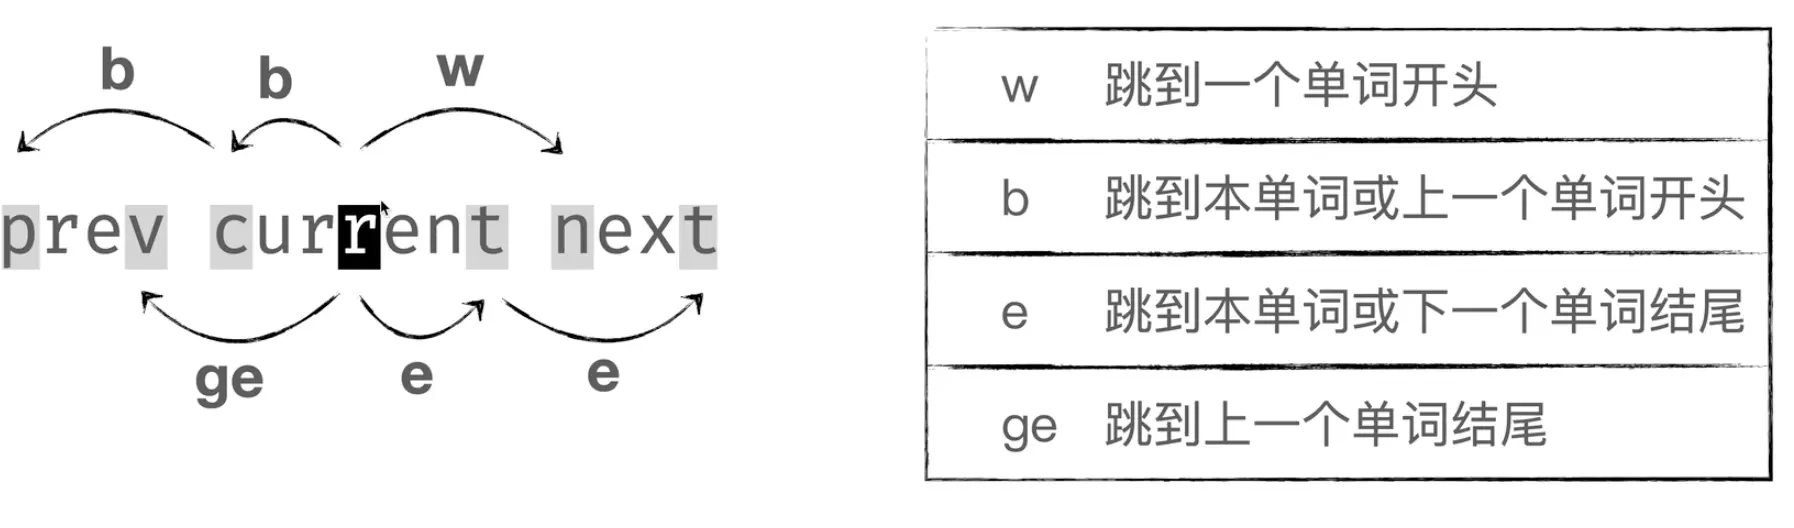 b b w
prev current next
ge e e
w 跳到一个单词开头
b 跳到本单词或上一个单词开头
e 跳到本单词或下一个单词结尾
ge 跳到上一个单词结尾